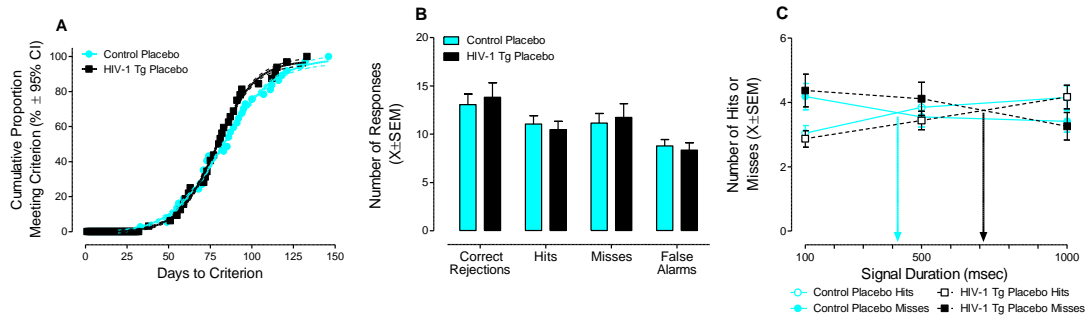 A
Control Placebo
HIV-1 Tg Placebo
Cumulative Proportion
Meeting Criterion (% ± 95% CI)
100
80
60
40
20
0
0 25 50 75 100 125 150
Days to Criterion
B
Control Placebo
HIV-1 Tg Placebo
Number of Responses
(X±SEM)
20
15
10
5
0
Correct Rejections
Hits
Misses
False Alarms
C
Number of Hits or
Misses (X±SEM)
6
4
2
0
100 500 1000
Signal Duration (msec)
Control Placebo Hits
HIV-1 Tg Placebo Hits
Control Placebo Misses
HIV-1 Tg Placebo Misses